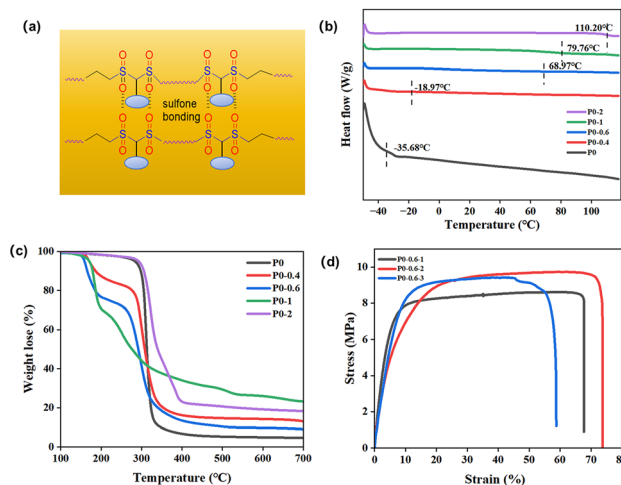 (a)
O O O O
S S S S
O O O O
sulfone
bonding
O O O O
S S S S
O O O O
(b)
Heat flow (W/g)
110.20°C
79.76°C
68.97°C
-18.97°C
-35.68°C
P0-2
P0-1
P0-0.6
P0-0.4
P0
−40 −20 0 20 40 60 80 100
Temperature (°C)
(c)
Weight lose (%)
100
80
60
40
20
0
P0
P0-0.4
P0-0.6
P0-1
P0-2
100 200 300 400 500 600 700
Temperature (°C)
(d)
Stress (MPa)
10
8
6
4
2
0
P0-0.6-1
P0-0.6-2
P0-0.6-3
0 10 20 30 40 50 60 70 80
Strain (%)